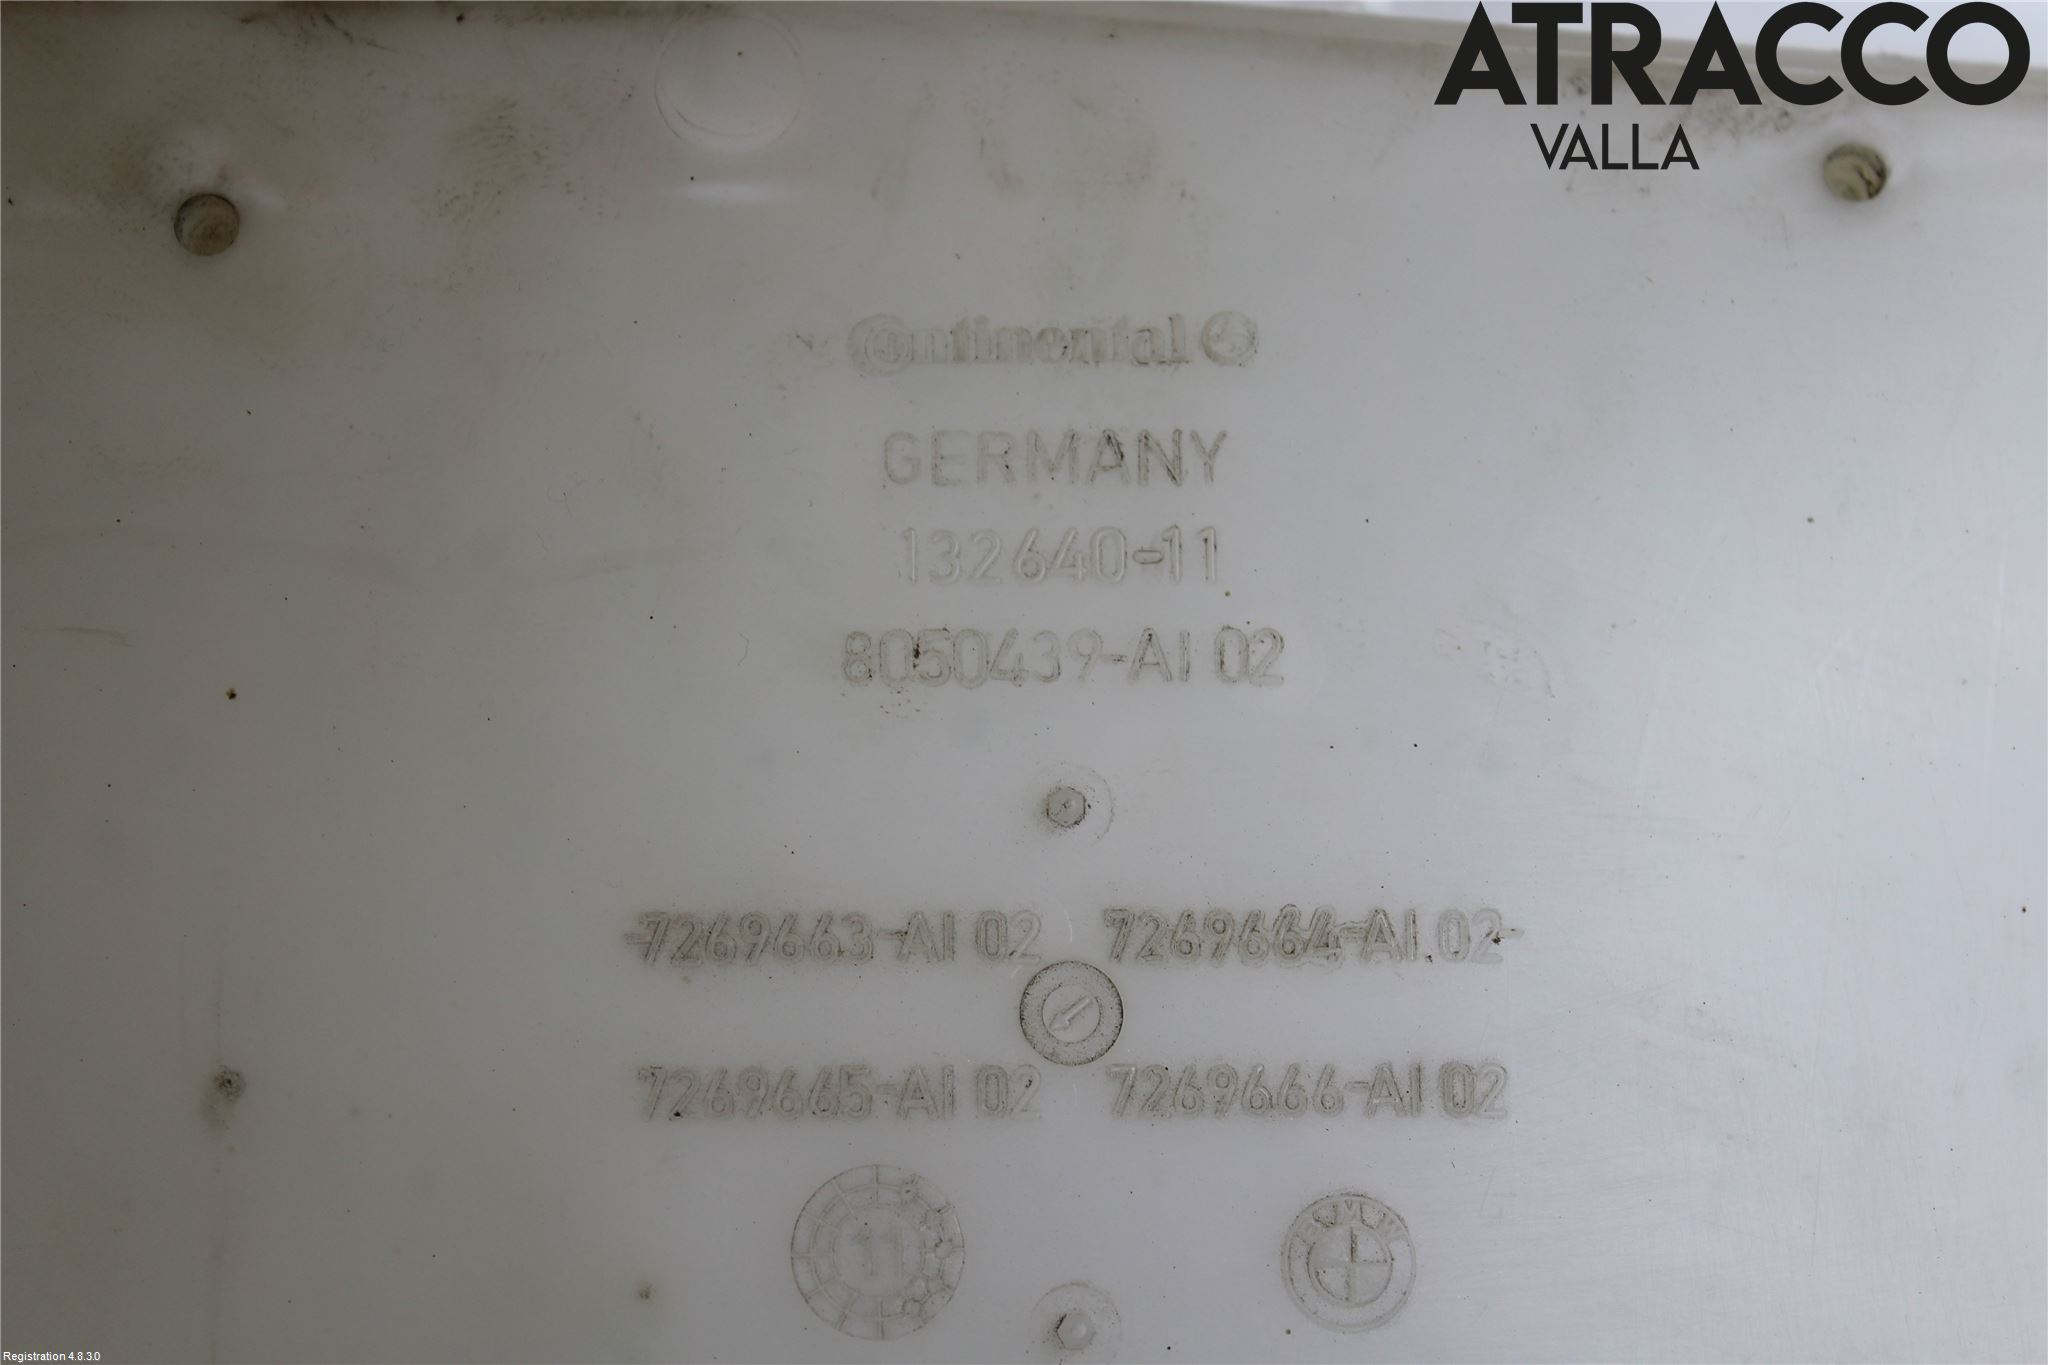 ATRACCO
VALLA
Continental
GERMANY
132640-11
8050439-AI 02
7269663-AI 02 7269664-AI 02
7269665-AI 02 7269666-AI 02
11
BMW
Registration 4.8.3.0